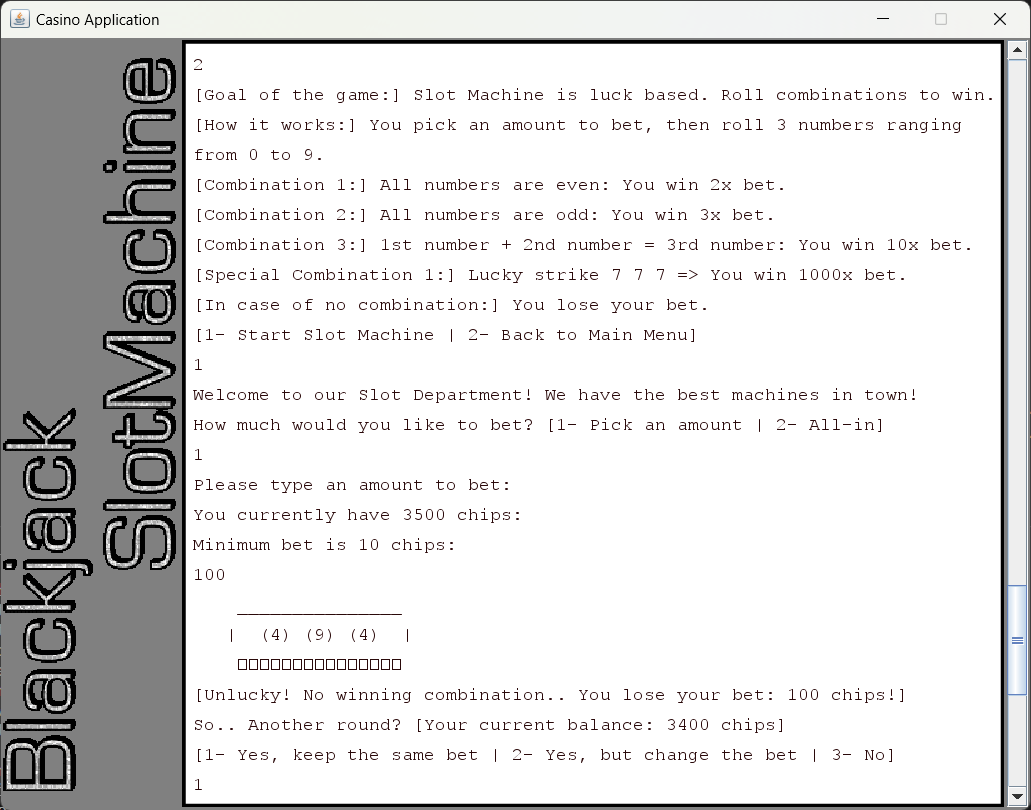 Casino Application
Blackjack
SlotMachine
2
[Goal of the game:] Slot Machine is luck based. Roll combinations to win.
[How it works:] You pick an amount to bet, then roll 3 numbers ranging
from 0 to 9.
[Combination 1:] All numbers are even: You win 2x bet.
[Combination 2:] All numbers are odd: You win 3x bet.
[Combination 3:] 1st number + 2nd number = 3rd number: You win 10x bet.
[Special Combination 1:] Lucky strike 7 7 7 => You win 1000x bet.
[In case of no combination:] You lose your bet.
[1- Start Slot Machine | 2- Back to Main Menu]
1
Welcome to our Slot Department! We have the best machines in town!
How much would you like to bet? [1- Pick an amount | 2- All-in]
1
Please type an amount to bet:
You currently have 3500 chips:
Minimum bet is 10 chips:
100
_______________
|  (4) (9) (4)  |
□□□□□□□□□□□□□□□
[Unlucky! No winning combination.. You lose your bet: 100 chips!]
So.. Another round? [Your current balance: 3400 chips]
[1- Yes, keep the same bet | 2- Yes, but change the bet | 3- No]
1